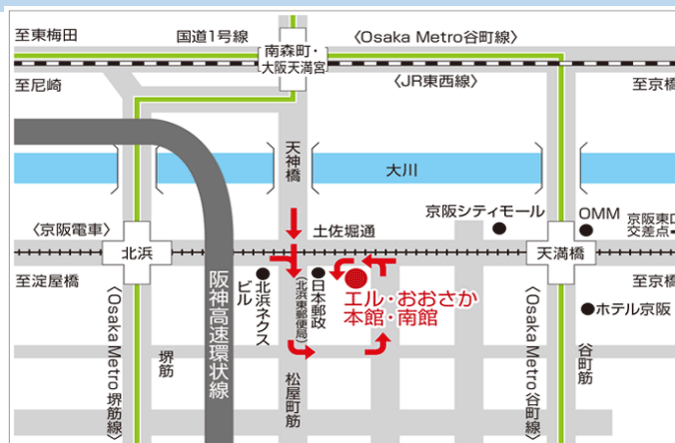 至東梅田
国道1号線
南森町・
大阪天満宮
〈Osaka Metro谷町線〉
至尼崎
〈JR東西線〉
至京橋
天神橋
大川
〈京阪電車〉
北浜
土佐堀通
京阪シティモール
OMM
京阪東口
交差点
天満橋
至淀屋橋
阪神高速環状線
北浜ネクス
ビル
日本郵政
(北浜東郵便局)
エル・おおさか
本館・南館
至京橋
ホテル京阪
〈Osaka Metro堺筋線〉
堺筋
松屋町筋
〈Osaka Metro谷町線〉
谷町筋